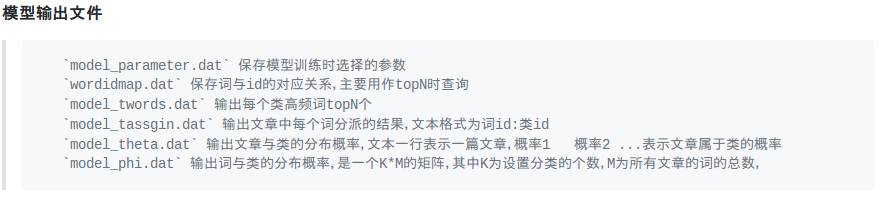 模型输出文件
`model_parameter.dat` 保存模型训练时选择的参数
`wordidmap.dat` 保存词与id的对应关系,主要用作topN时查询
`model_twords.dat` 输出每个类高频词topN个
`model_tassgin.dat` 输出文章中每个词分派的结果,文本格式为词id:类id
`model_theta.dat` 输出文章与类的分布概率,文本一行表示一篇文章,概率1   概率2 ...表示文章属于类的概率
`model_phi.dat` 输出词与类的分布概率,是一个K*M的矩阵,其中K为设置分类的个数,M为所有文章的词的总数,